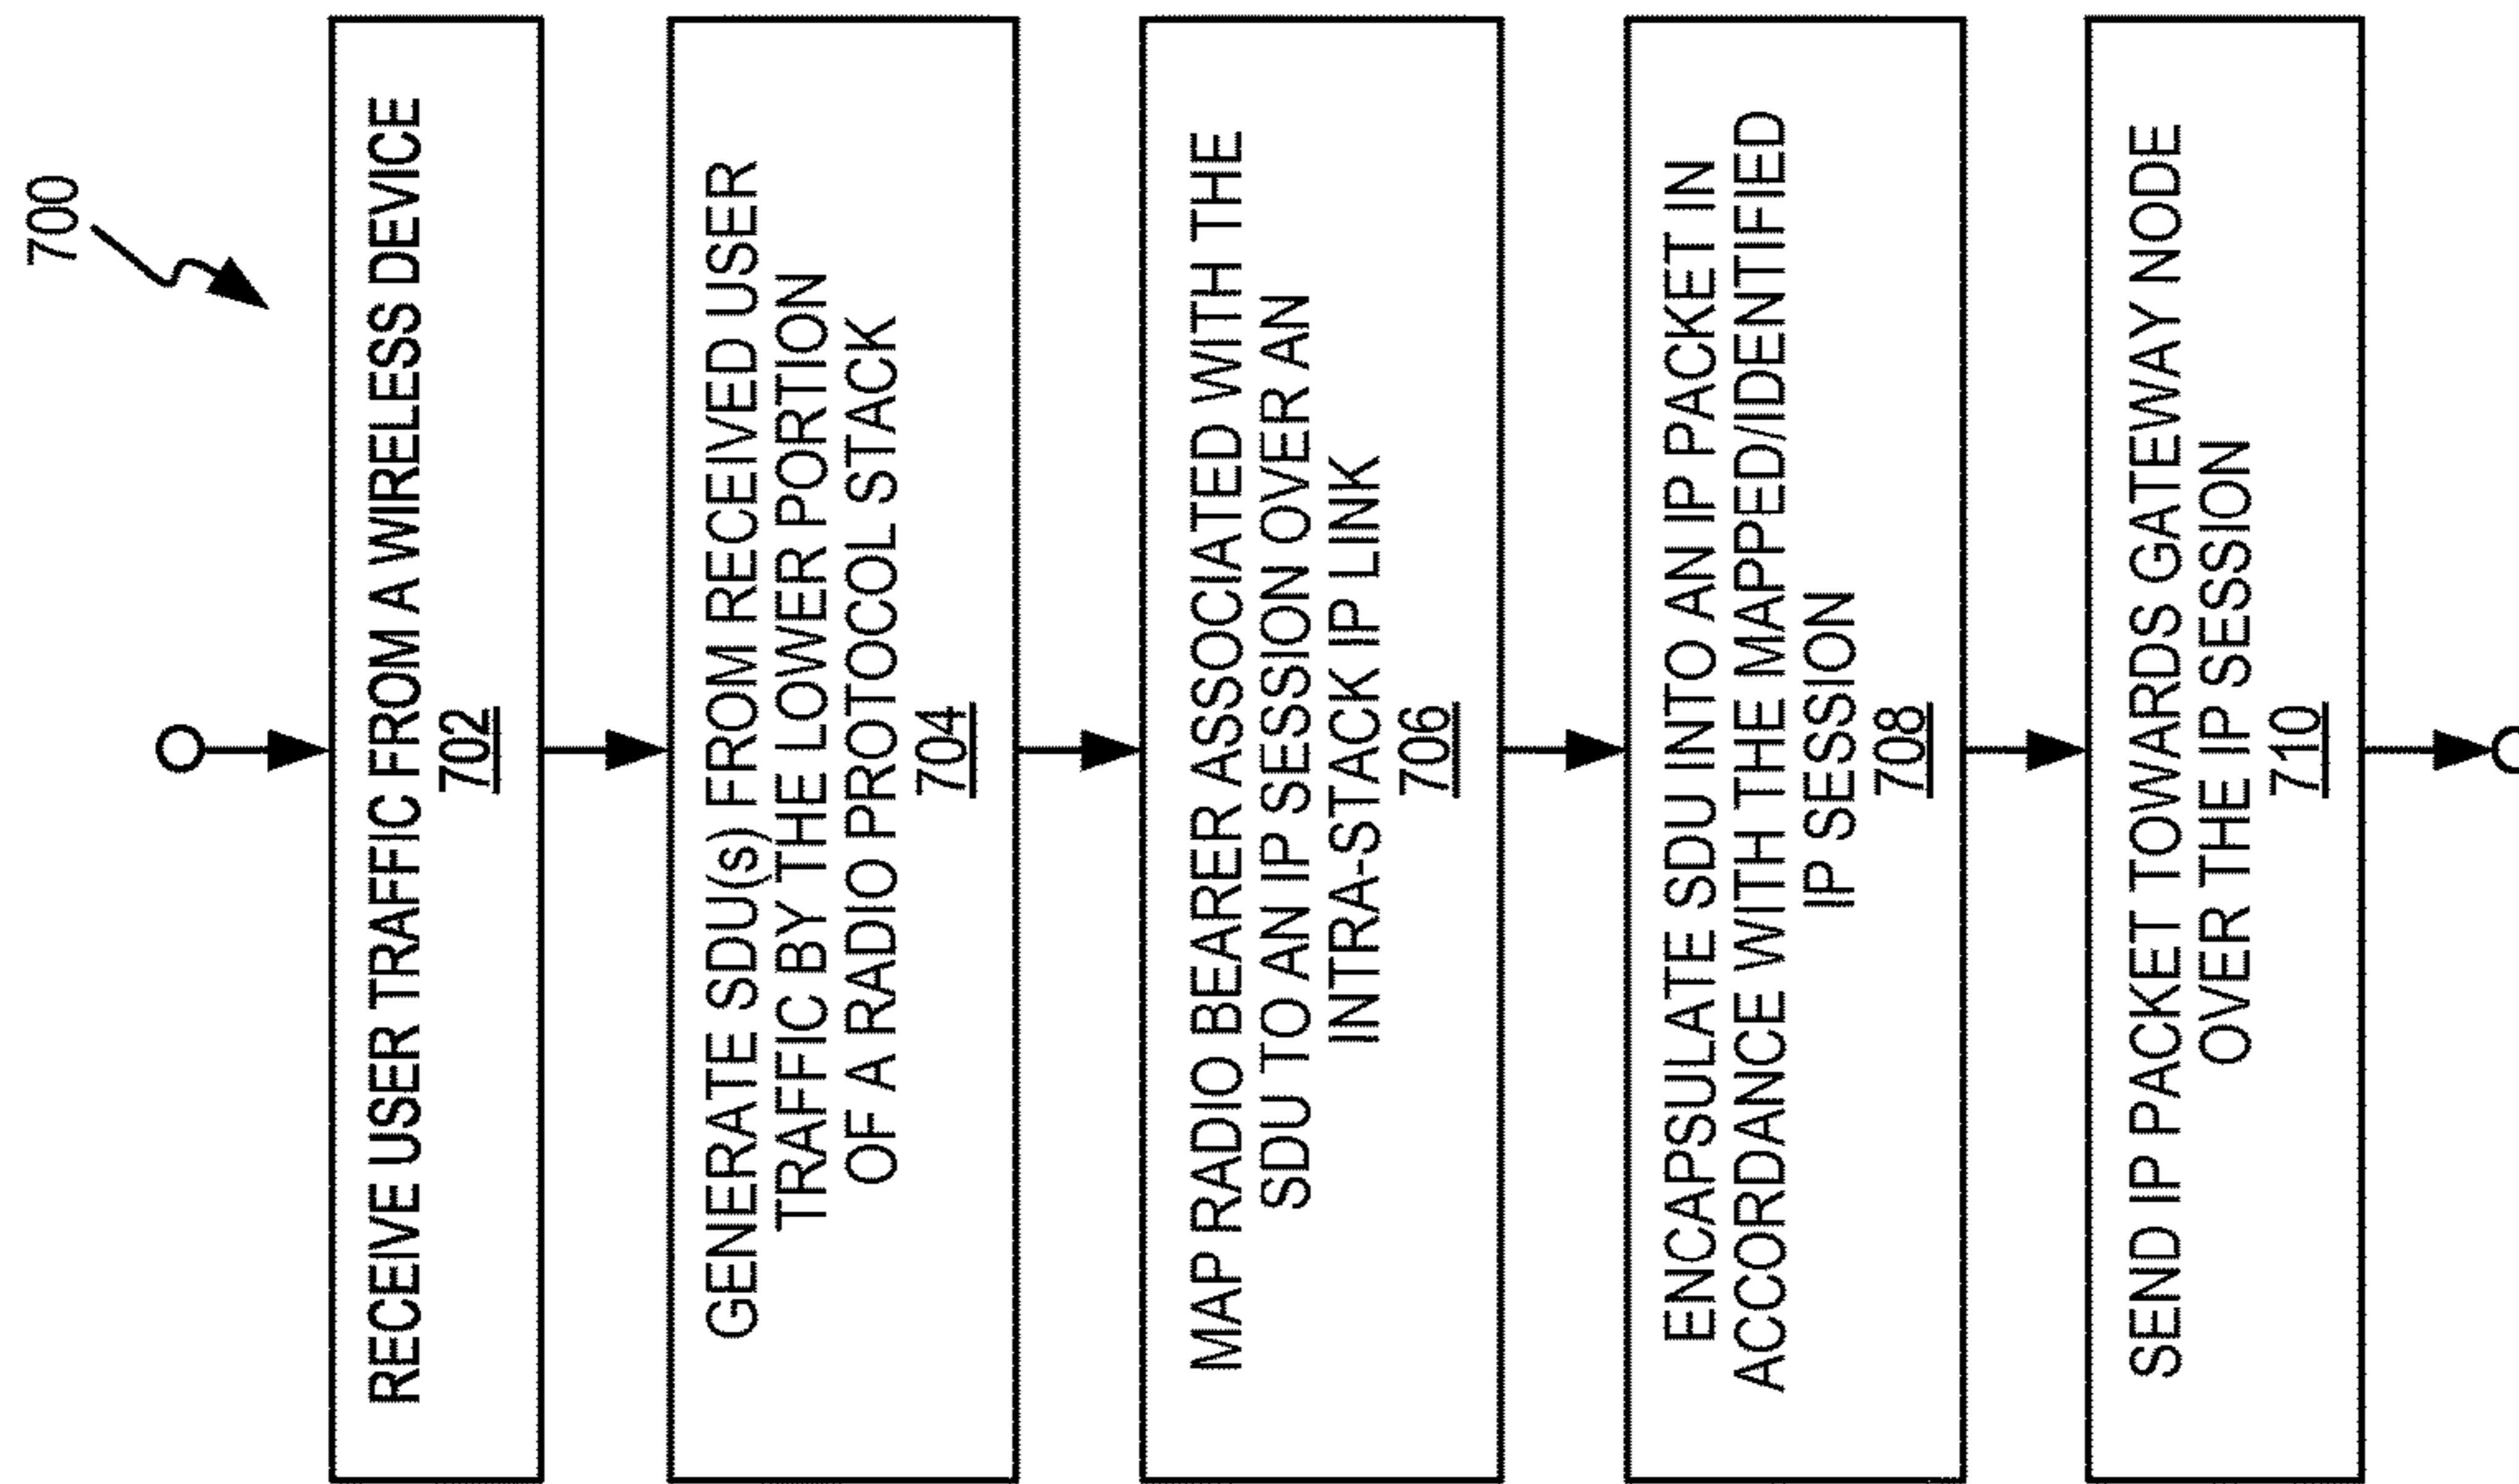 700
RECEIVE USER TRAFFIC FROM A WIRELESS DEVICE
702
GENERATE SDU(s) FROM RECEIVED USER
TRAFFIC BY THE LOWER PORTION
OF A RADIO PROTOCOL STACK
704
MAP RADIO BEARER ASSOCIATED WITH THE
SDU TO AN IP SESSION OVER AN
INTRA-STACK IP LINK
706
ENCAPSULATE SDU INTO AN IP PACKET IN
ACCORDANCE WITH THE MAPPED/IDENTIFIED
IP SESSION
708
SEND IP PACKET TOWARDS GATEWAY NODE
OVER THE IP SESSION
710